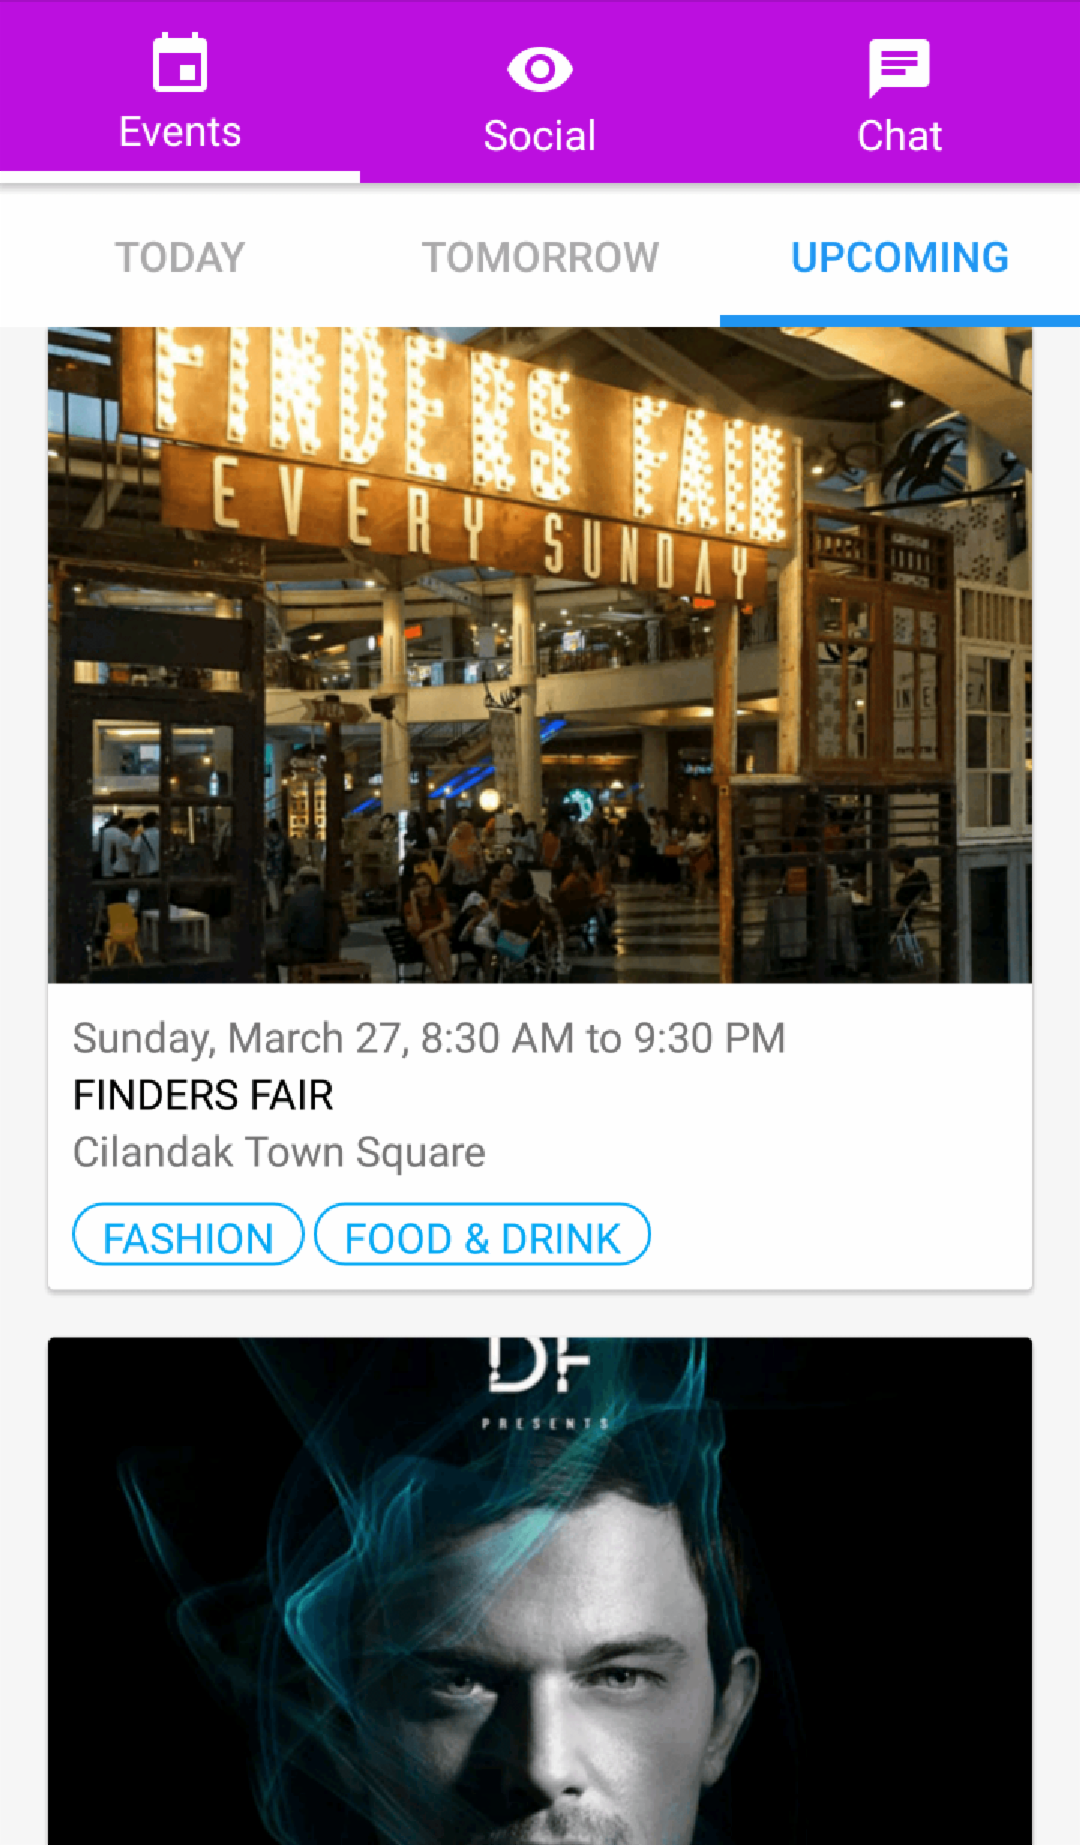 Events
Social
Chat
TODAY
TOMORROW
UPCOMING
FINDERS FAIR
EVERY SUNDAY
Sunday, March 27, 8:30 AM to 9:30 PM
FINDERS FAIR
Cilandak Town Square
FASHION
FOOD & DRINK
DF
PRESENTS